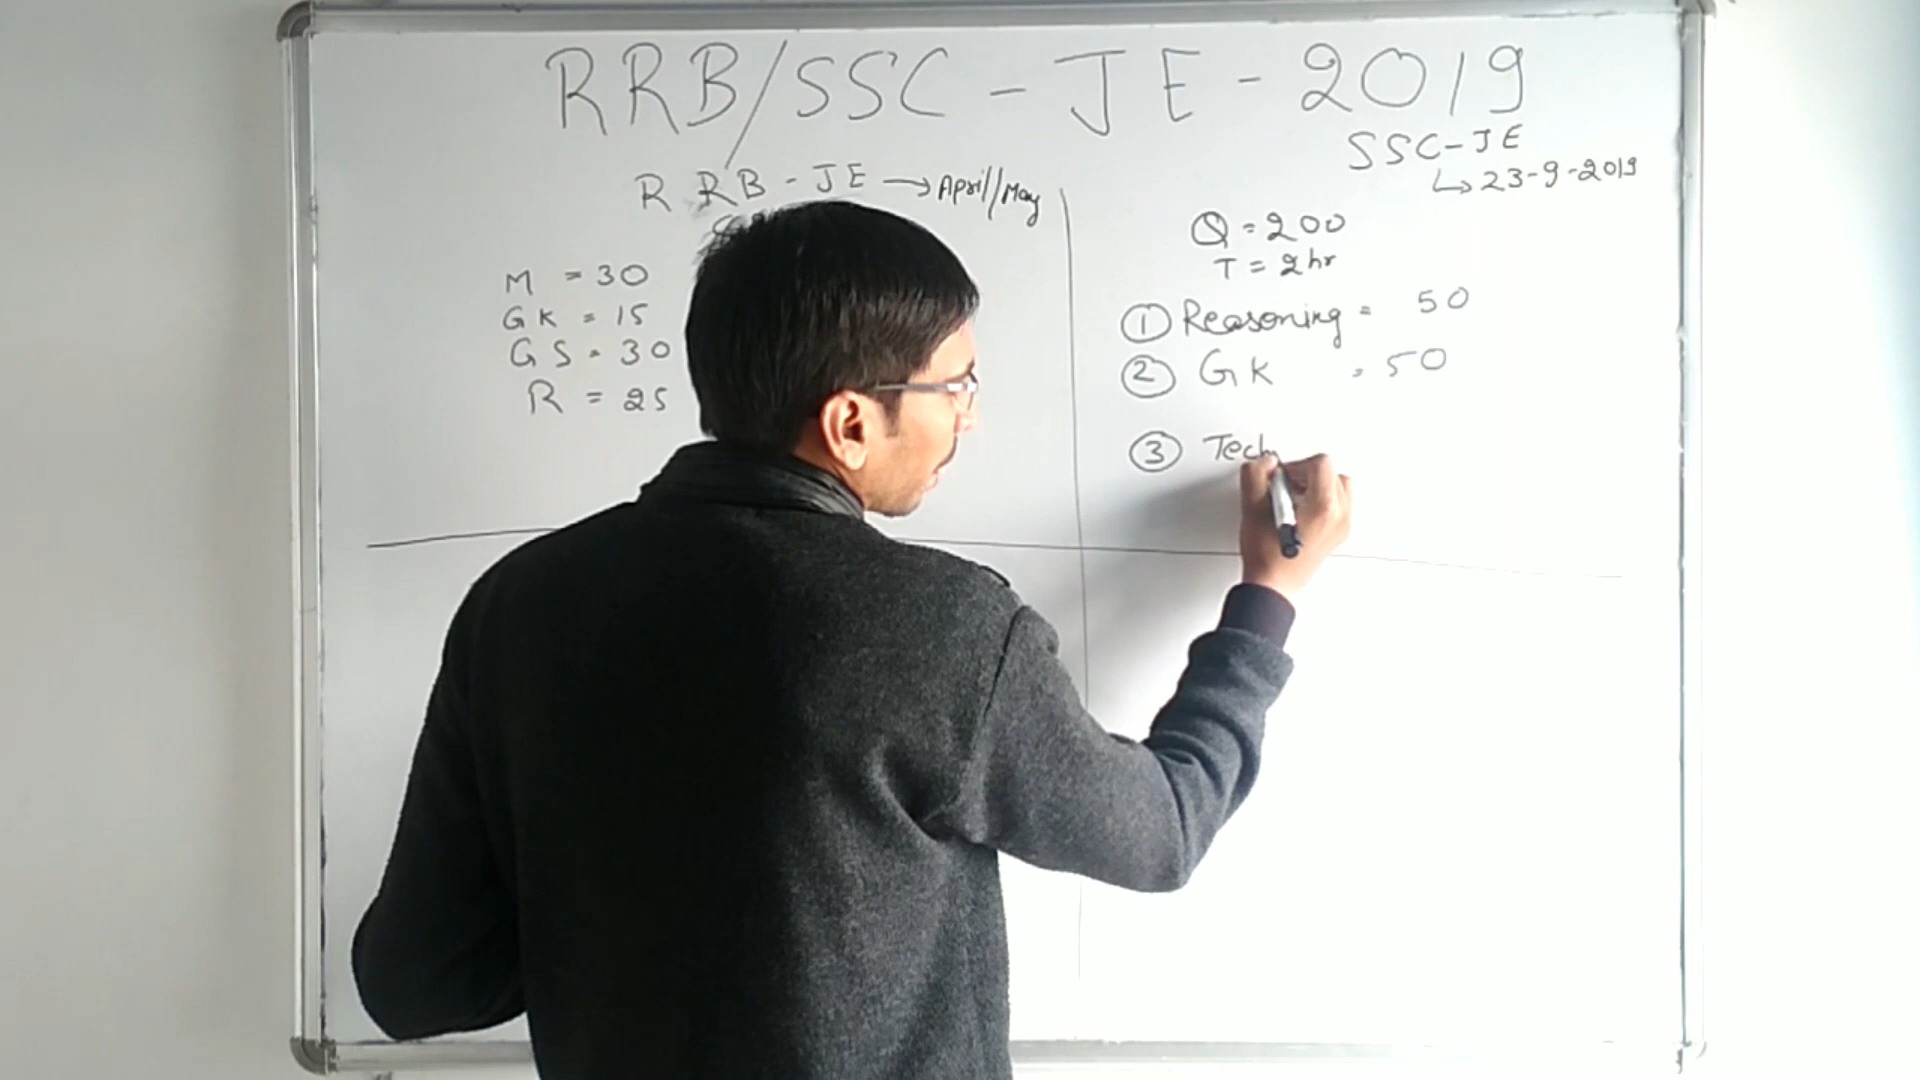 RRB/SSC - JE - 2019
RRB - JE → April/May
M = 30
GK = 15
GS = 30
R = 25
SSC-JE
↳ 23-9-2019
Q = 200
T = 2hr
① Reasoning = 50
② GK = 50
③ Tech